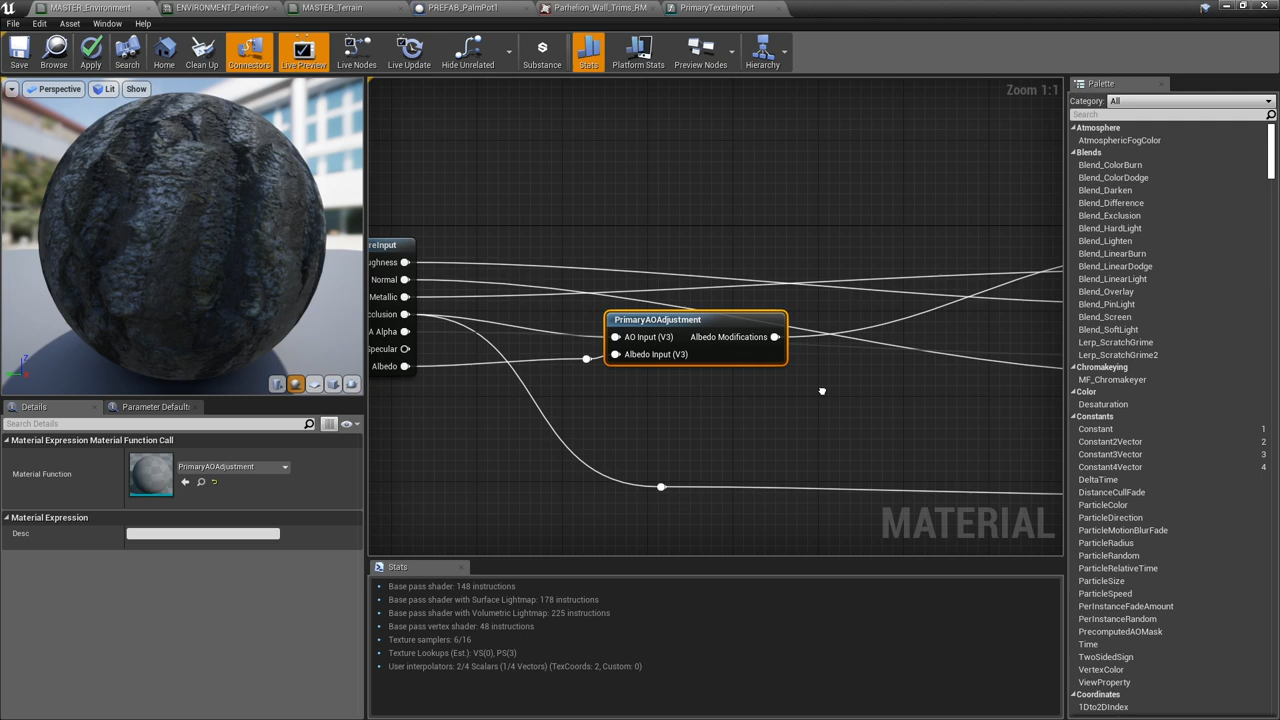 MASTER_Environment
ENVIRONMENT_Parhelio*
MASTER_Terrain
PREFAB_PalmPot1
Parhelion_Wall_Trims_RM
PrimaryTextureInput
File Edit Asset Window Help
Save
Browse
Apply
Search
Home
Clean Up
Connectors
Live Preview
Live Nodes
Live Update
Hide Unrelated
Substance
Stats
Platform Stats
Preview Nodes
Hierarchy
Perspective
Lit
Show
Zoom 1:1
reInput
ughness
Normal
Metallic
cclusion
A Alpha
Specular
Albedo
PrimaryAOAdjustment
AO Input (V3) Albedo Modifications
Albedo Input (V3)
MATERIAL
Details
Parameter Default
Search Details
Material Expression Material Function Call
Material Function
PrimaryAOAdjustment
Material Expression
Desc
Stats
Base pass shader: 148 instructions
Base pass shader with Surface Lightmap: 178 instructions
Base pass shader with Volumetric Lightmap: 225 instructions
Base pass vertex shader: 48 instructions
Texture samplers: 6/16
Texture Lookups (Est.): VS(0), PS(3)
User interpolators: 2/4 Scalars (1/4 Vectors) (TexCoords: 2, Custom: 0)
Palette
Category: All
Search
Atmosphere
AtmosphericFogColor
Blends
Blend_ColorBurn
Blend_ColorDodge
Blend_Darken
Blend_Difference
Blend_Exclusion
Blend_HardLight
Blend_Lighten
Blend_LinearBurn
Blend_LinearDodge
Blend_LinearLight
Blend_Overlay
Blend_PinLight
Blend_Screen
Blend_SoftLight
Lerp_ScratchGrime
Lerp_ScratchGrime2
Chromakeying
MF_Chromakeyer
Color
Desaturation
Constants
Constant 1
Constant2Vector 2
Constant3Vector 3
Constant4Vector 4
DeltaTime
DistanceCullFade
ParticleColor
ParticleDirection
ParticleMotionBlurFade
ParticleRadius
ParticleRandom
ParticleRelativeTime
ParticleSize
ParticleSpeed
PerInstanceFadeAmount
PerInstanceRandom
PrecomputedAOMask
Time
TwoSidedSign
VertexColor
ViewProperty
Coordinates
1Dto2DIndex